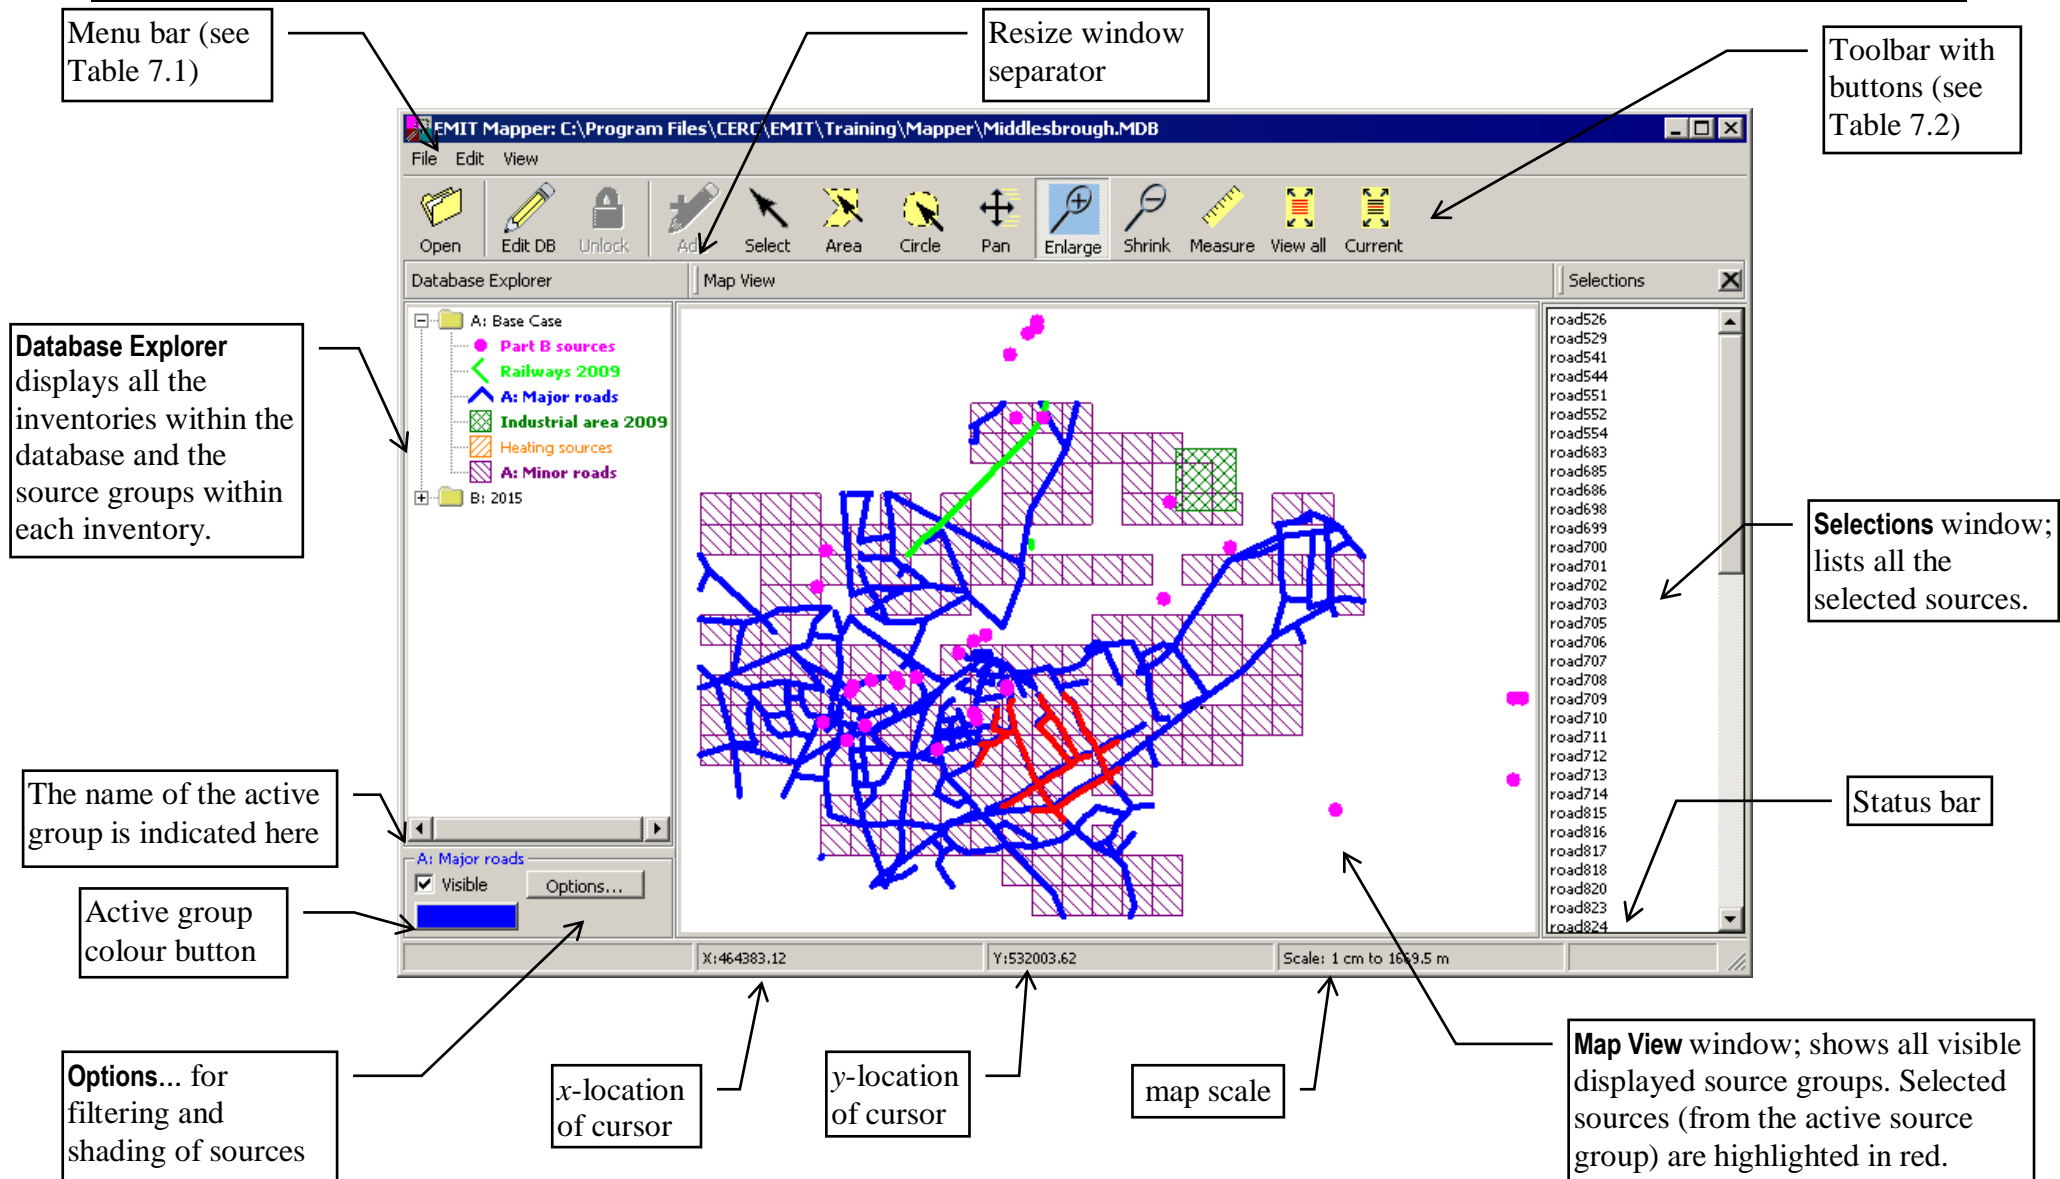 Menu bar (see
Table 7.1)
Resize window
separator
Toolbar with
buttons (see
Table 7.2)
EMIT Mapper: C:\Program Files\CERC\EMIT\Training\Mapper\Middlesbrough.MDB
File Edit View
Open Edit DB Unlock Add Select Area Circle Pan Enlarge Shrink Measure View all Current
Database Explorer Map View Selections
A: Base Case
Part B sources
Railways 2009
A: Major roads
Industrial area 2009
Heating sources
A: Minor roads
B: 2015
Database Explorer
displays all the
inventories within the
database and the
source groups within
each inventory.
road526
road529
road541
road544
road551
road552
road554
road683
road685
road686
road698
road699
road700
road701
road702
road703
road705
road706
road707
road708
road709
road710
road711
road712
road713
road714
road815
road816
road817
road818
road820
road823
road824
Selections window;
lists all the
selected sources.
The name of the active
group is indicated here
Status bar
A: Major roads
Visible Options...
Active group
colour button
X:464383.12 Y:532003.62 Scale: 1 cm to 1669.5 m
Options... for
filtering and
shading of sources
x-location
of cursor
y-location
of cursor
map scale
Map View window; shows all visible
displayed source groups. Selected
sources (from the active source
group) are highlighted in red.